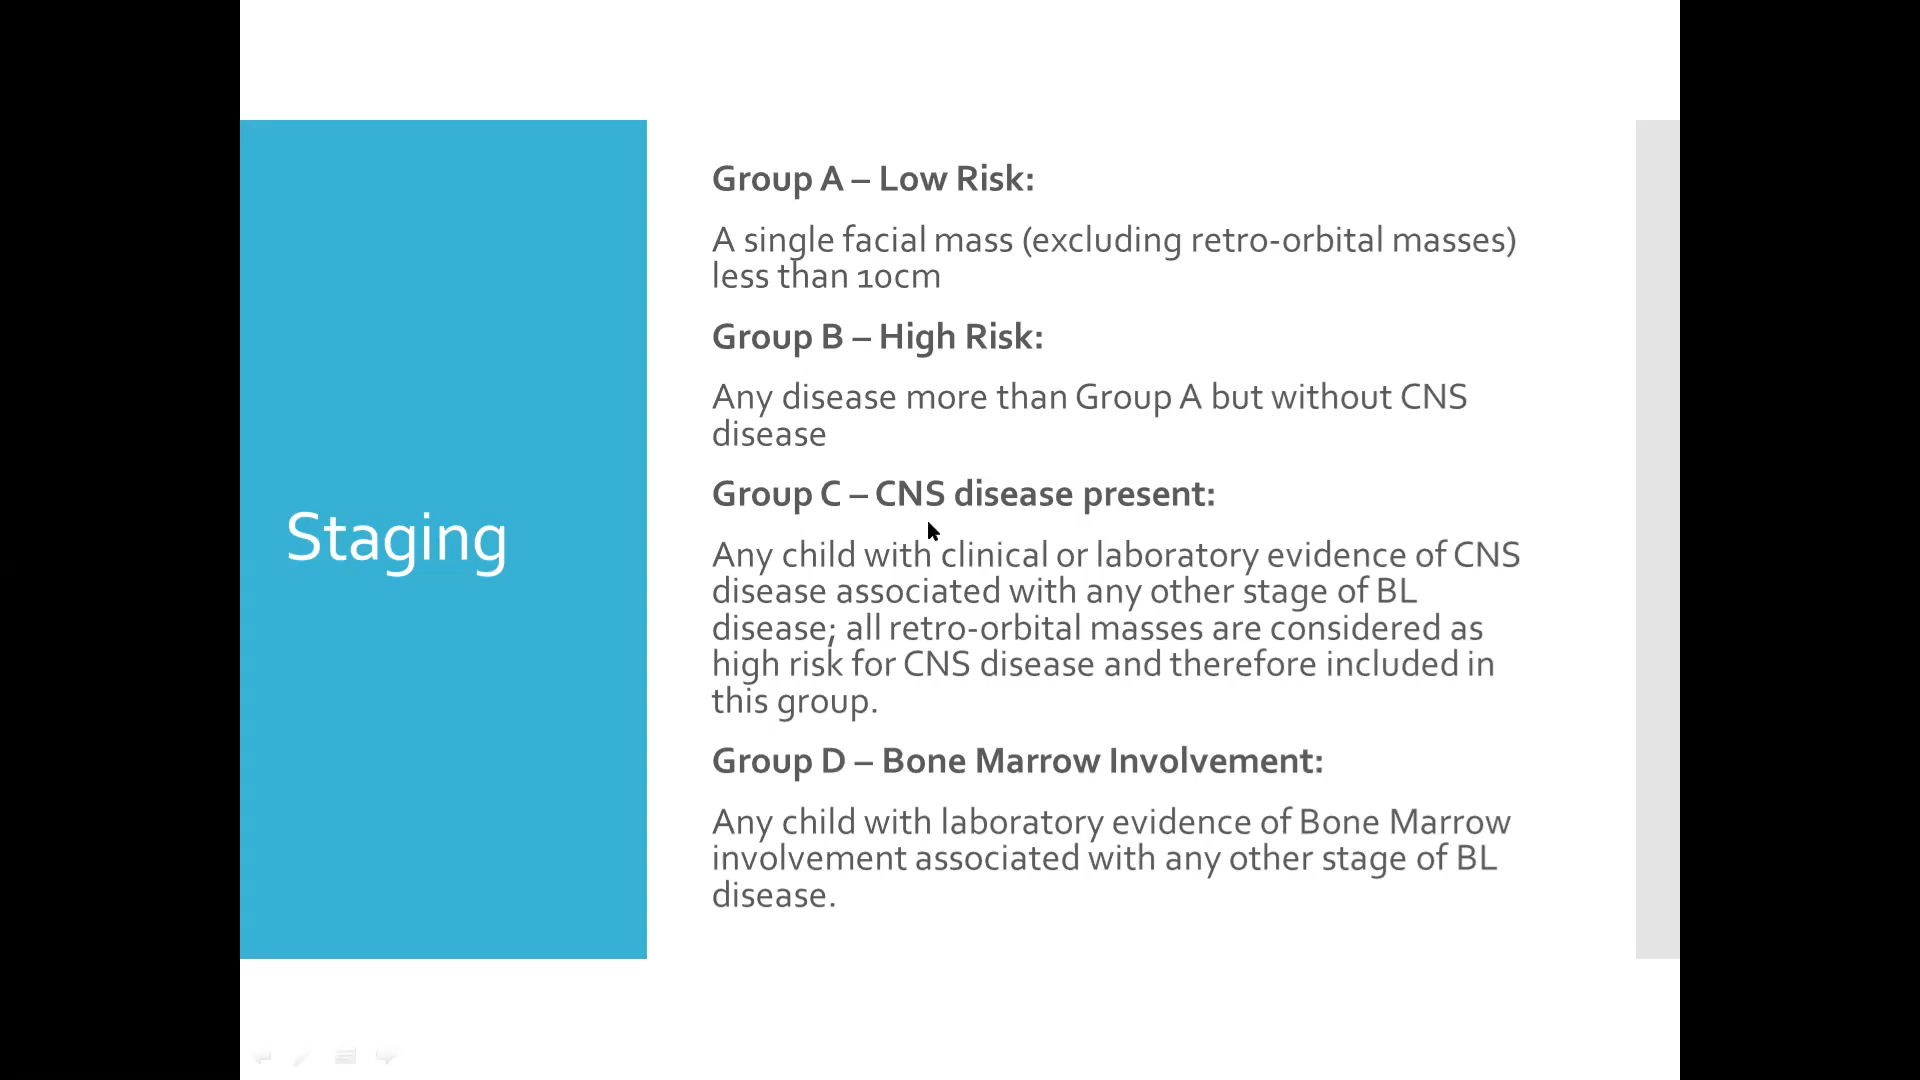 Staging
Group A – Low Risk:
A single facial mass (excluding retro-orbital masses)
less than 10cm
Group B – High Risk:
Any disease more than Group A but without CNS
disease
Group C – CNS disease present:
Any child with clinical or laboratory evidence of CNS
disease associated with any other stage of BL
disease; all retro-orbital masses are considered as
high risk for CNS disease and therefore included in
this group.
Group D – Bone Marrow Involvement:
Any child with laboratory evidence of Bone Marrow
involvement associated with any other stage of BL
disease.